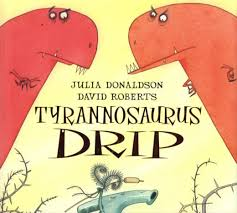 JULIA DONALDSON
DAVID ROBERTS
TYRANNOSAURUS
DRIP